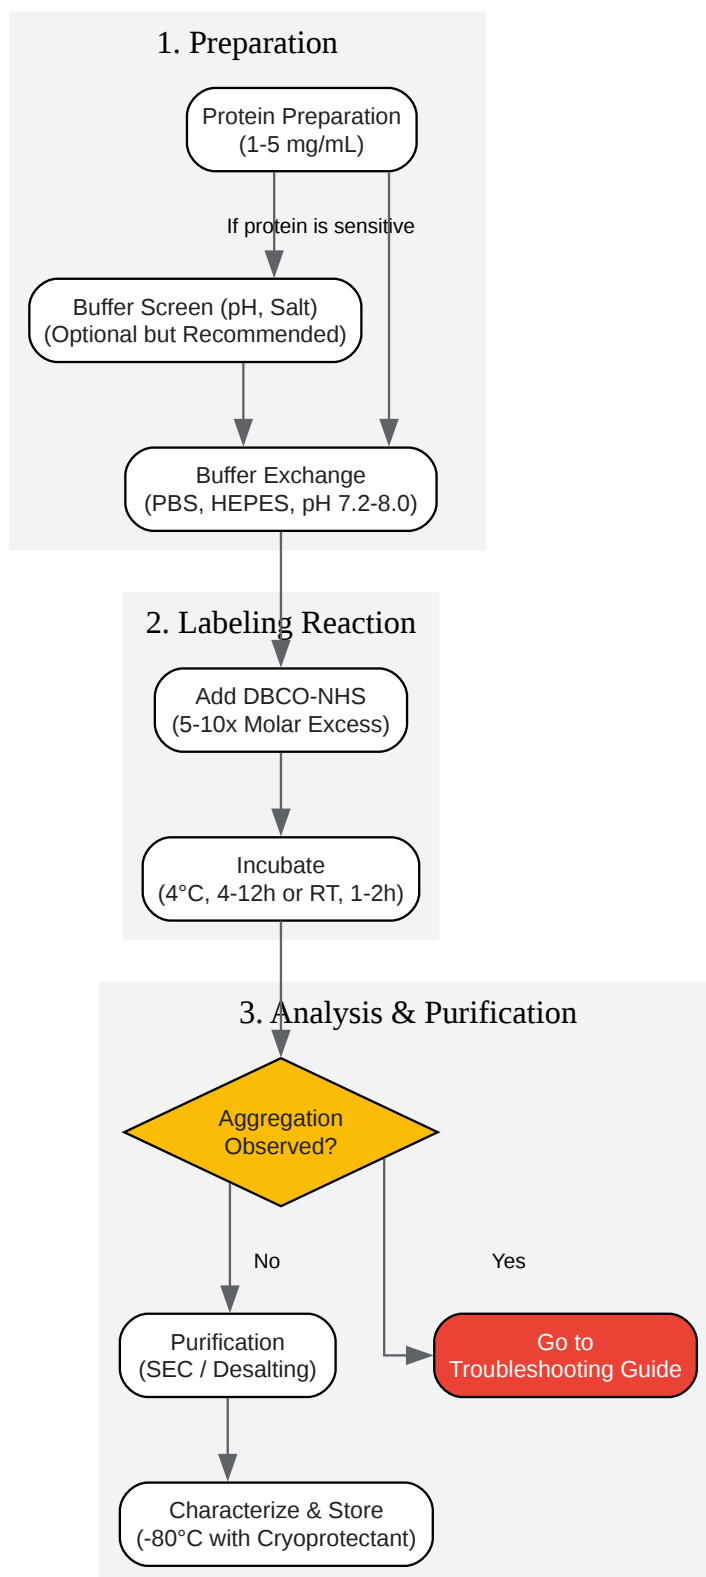 1. Preparation
Protein Preparation
(1-5 mg/mL)
If protein is sensitive
Buffer Screen (pH, Salt)
(Optional but Recommended)
Buffer Exchange
(PBS, HEPES, pH 7.2-8.0)
2. Labeling Reaction
Add DBCO-NHS
(5-10x Molar Excess)
Incubate
(4°C, 4-12h or RT, 1-2h)
3. Analysis & Purification
Aggregation
Observed?
No
Yes
Purification
(SEC / Desalting)
Go to
Troubleshooting Guide
Characterize & Store
(-80°C with Cryoprotectant)